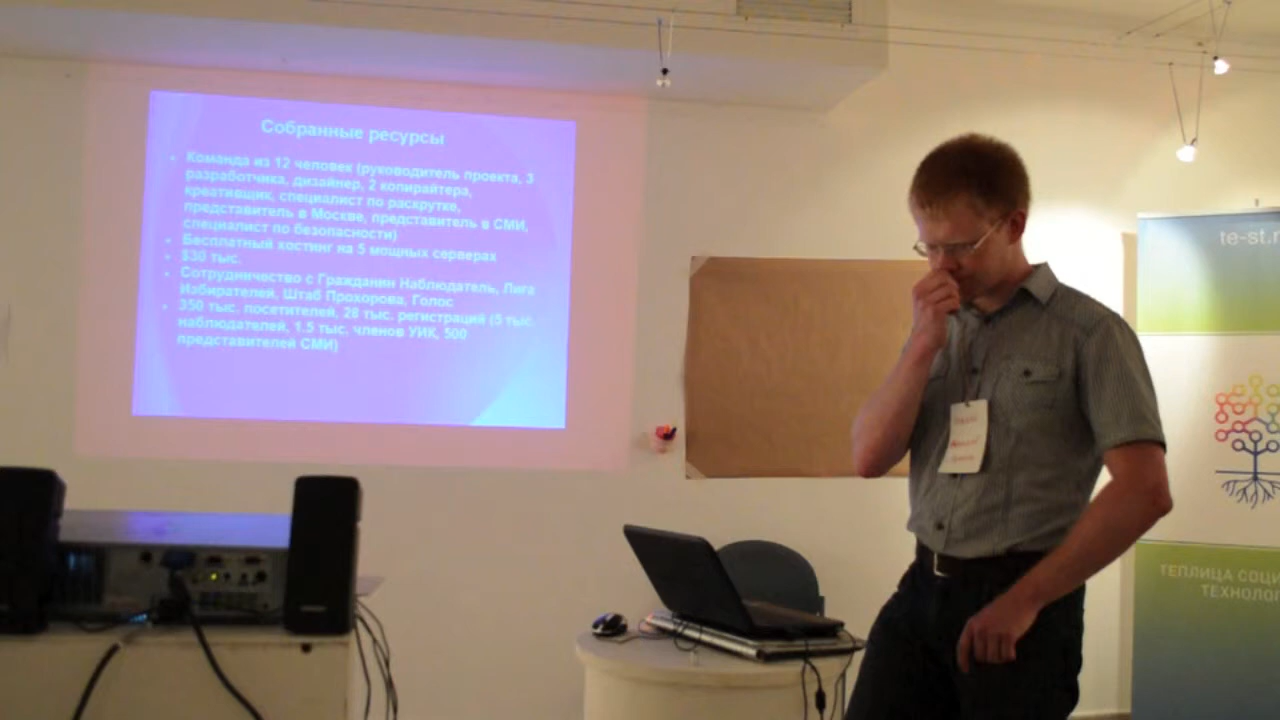 Собранные ресурсы
• Команда из 12 человек (руководитель проекта, 3
разработчика, дизайнер, 2 копирайтера,
креативщик, специалист по раскрутке,
представитель в Москве, представитель в СМИ,
специалист по безопасности)
• Бесплатный хостинг на 5 мощных серверах
• $30 тыс.
• Сотрудничество с Гражданин Наблюдатель, Лига
Избирателей, Штаб Прохорова, Голос
• 350 тыс. посетителей, 28 тыс. регистраций (5 тыс.
наблюдателей, 1.5 тыс. членов УИК, 500
представителей СМИ)
te-st.r
ТЕПЛИЦА СОЦИ
ТЕХНОЛОГ